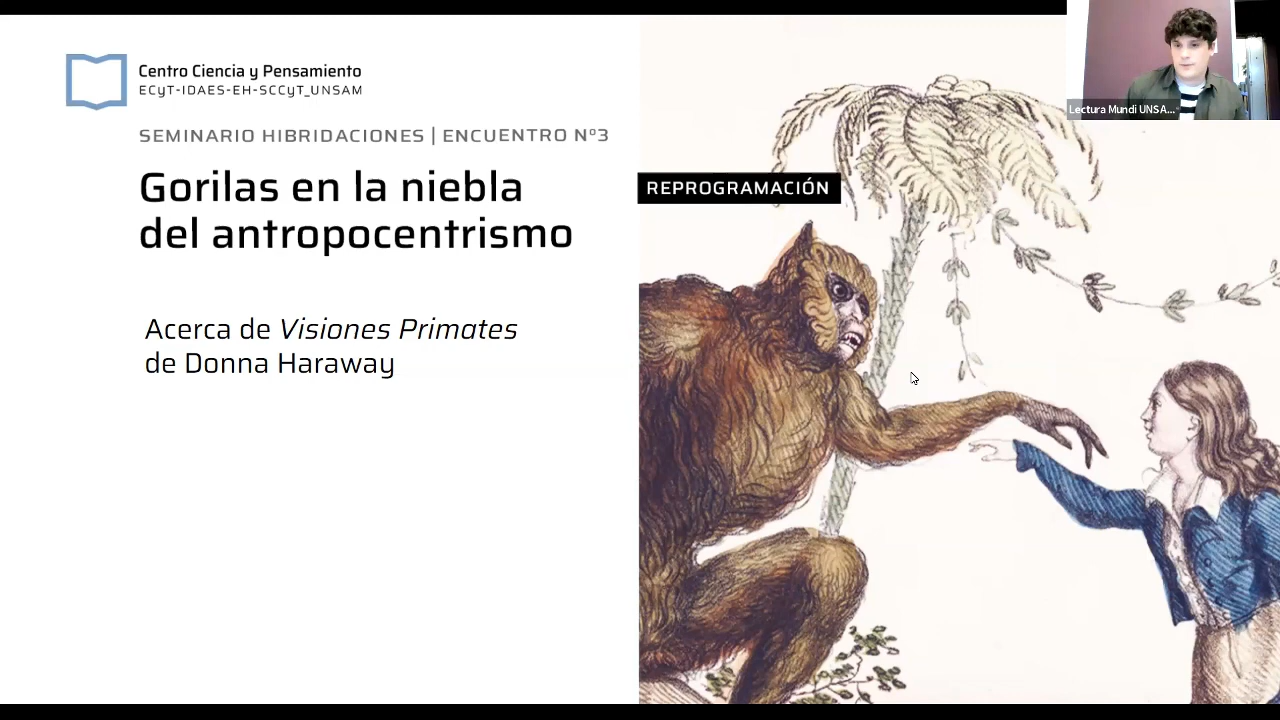 Centro Ciencia y Pensamiento
ECyT-IDAES-EH-SCCyT_UNSAM
SEMINARIO HIBRIDACIONES | ENCUENTRO Nº3
Gorilas en la niebla
del antropocentrismo
REPROGRAMACIÓN
Acerca de Visiones Primates
de Donna Haraway
Lectura Mundi UNSA...